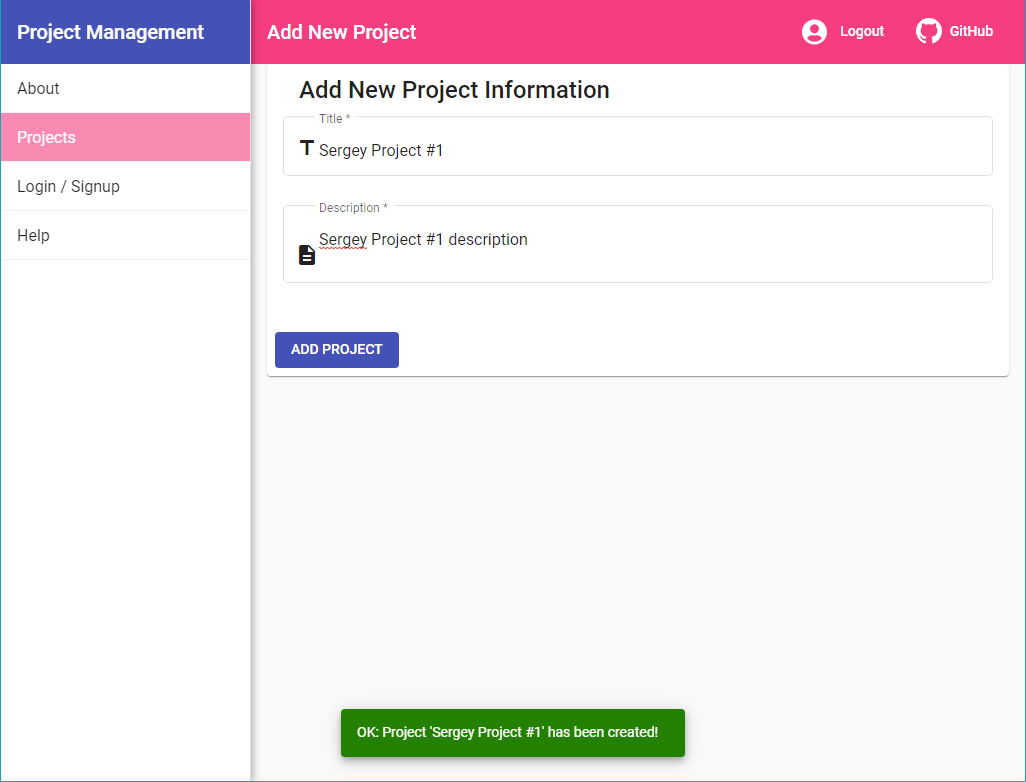 Project Management
Add New Project
Logout
GitHub
About
Projects
Login / Signup
Help
Add New Project Information
Title *
Sergey Project #1
Description *
Sergey Project #1 description
ADD PROJECT
OK: Project 'Sergey Project #1' has been created!